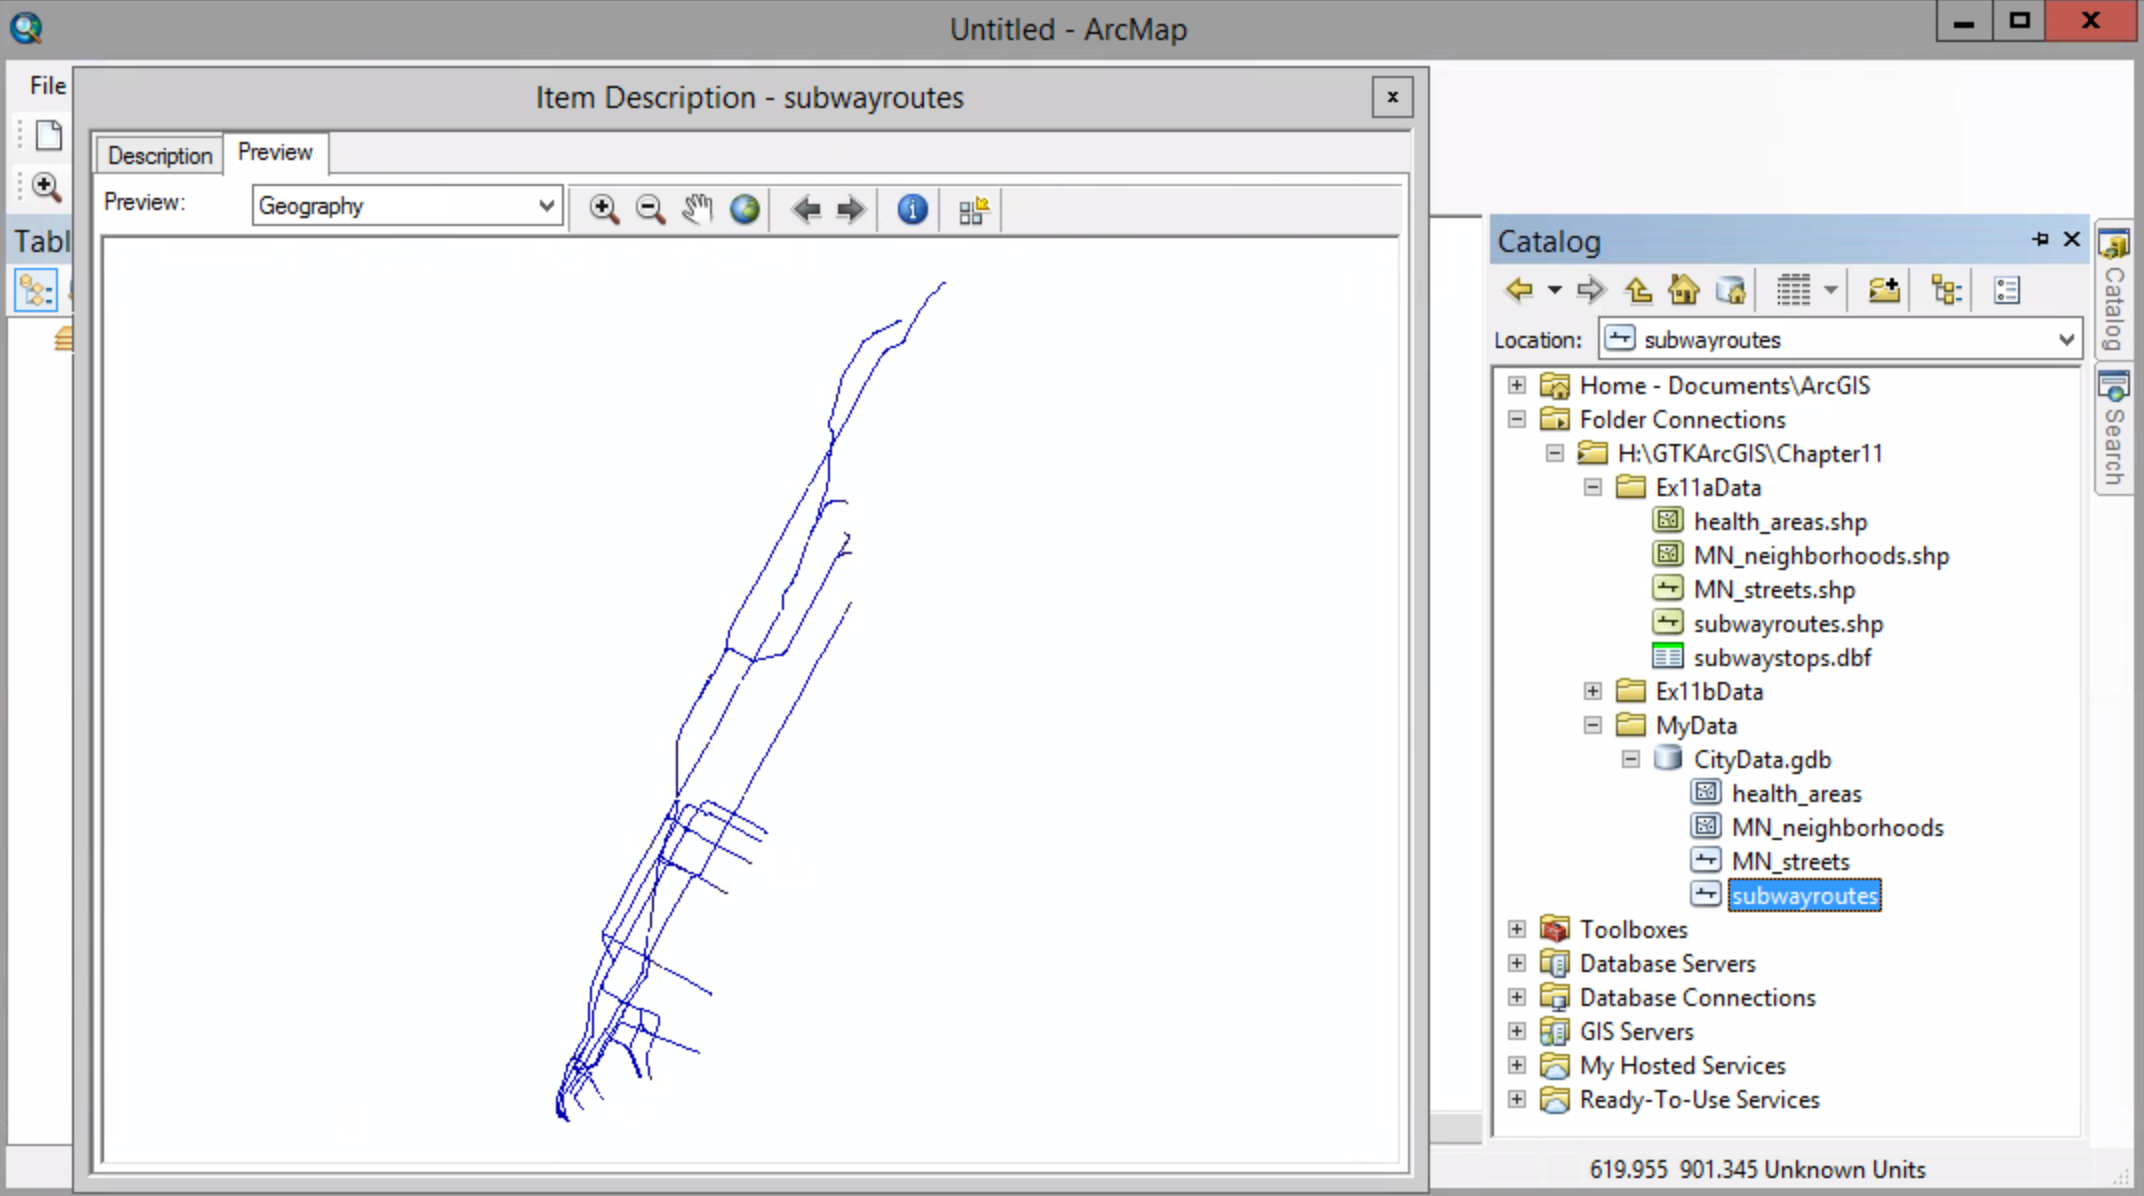 Untitled - ArcMap
File
Item Description - subwayroutes
Description
Preview
Preview:
Geography
Tabl
Catalog
Location:
subwayroutes
Home - Documents\ArcGIS
Folder Connections
H:\GTKArcGIS\Chapter11
Ex11aData
health_areas.shp
MN_neighborhoods.shp
MN_streets.shp
subwayroutes.shp
subwaystops.dbf
Ex11bData
MyData
CityData.gdb
health_areas
MN_neighborhoods
MN_streets
subwayroutes
Toolboxes
Database Servers
Database Connections
GIS Servers
My Hosted Services
Ready-To-Use Services
Catalog
Search
619.955 901.345 Unknown Units